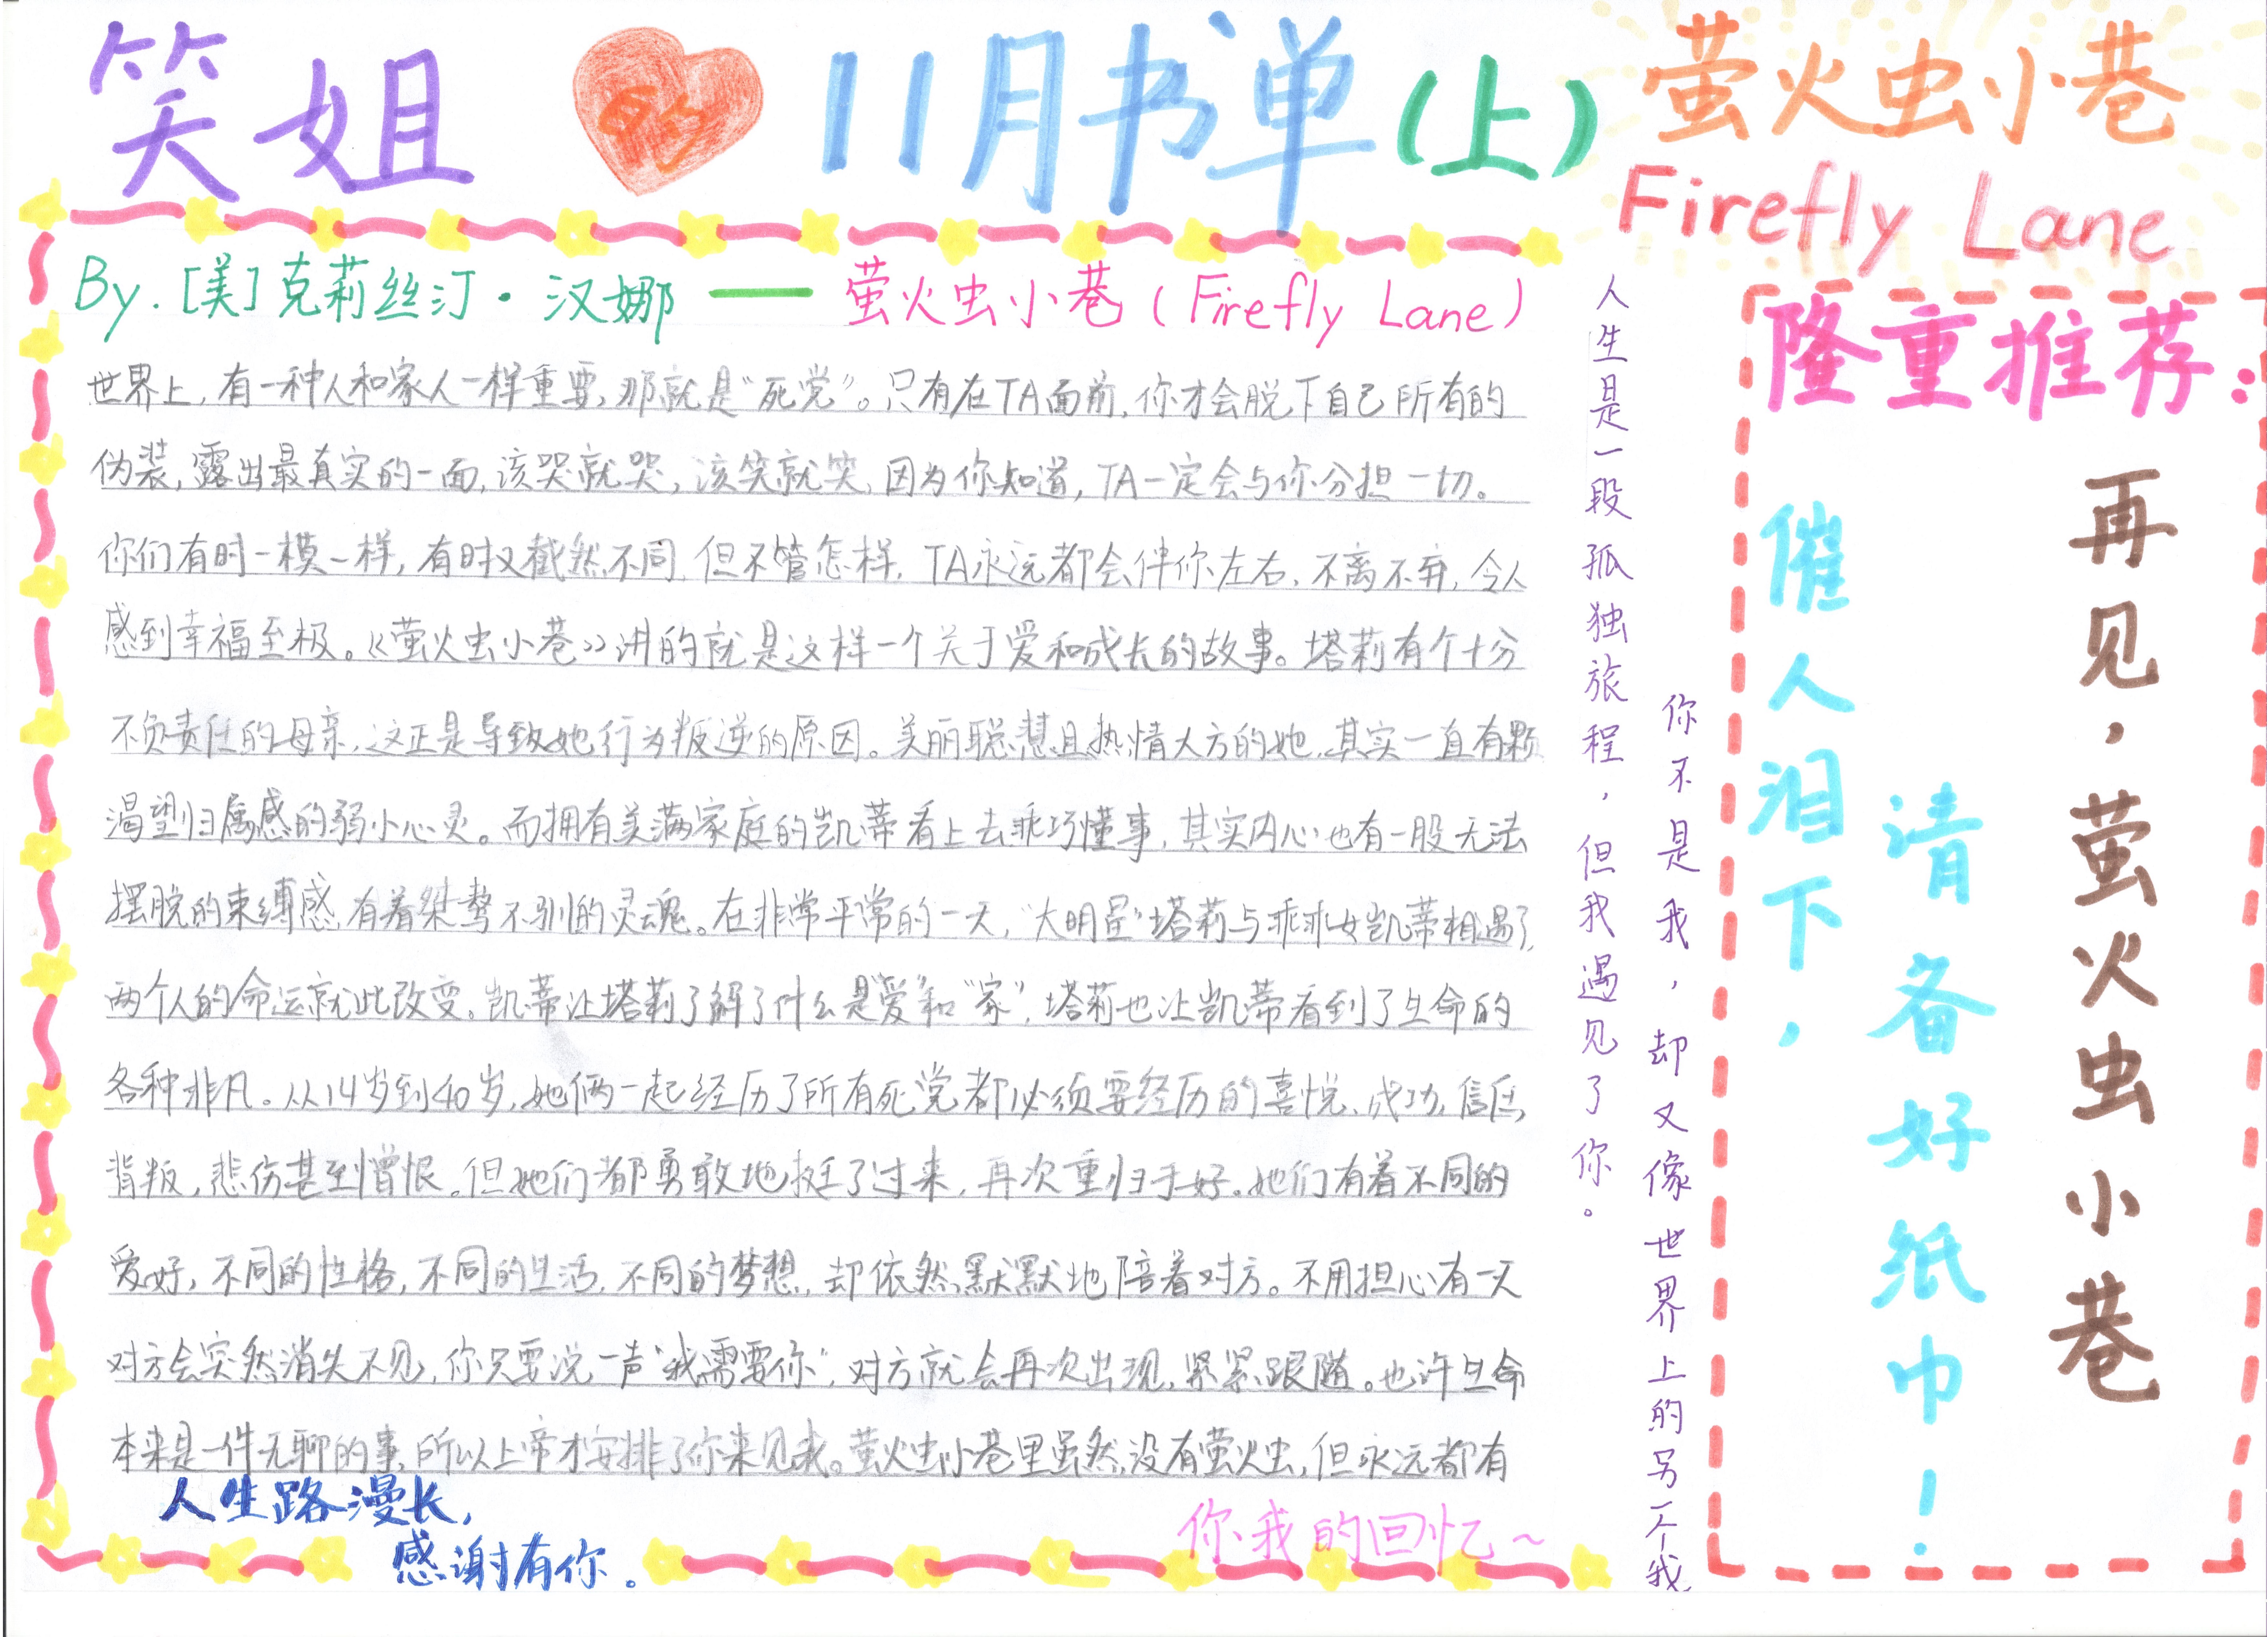 笑姐的11月书单(上)
萤火虫小巷
Firefly Lane
By.[美]克莉丝汀·汉娜——萤火虫小巷(Firefly Lane)
世界上,有一种人和家人一样重要,那就是“死党”。只有在TA面前,你才会脱下自己所有的
伪装,露出最真实的一面,该哭就哭,该笑就笑,因为你知道,TA一定会与你分担一切。
你们有时一模一样,有时又截然不同,但不管怎样,TA永远都会伴你左右,不离不弃,令人
感到幸福至极。《萤火虫小巷》讲的就是这样一个关于爱和成长的故事。塔莉有个十分
不负责任的母亲,这正是导致她行为叛逆的原因。美丽聪慧且热情大方的她,其实一直有颗
渴望归属感的弱小心灵。而拥有美满家庭的凯蒂看上去乖巧懂事,其实内心也有一股无法
摆脱的束缚感,有着桀骜不驯的灵魂。在非常平常的一天,“大明星”塔莉与乖乖女凯蒂相遇了,
两个人的命运就此改变。凯蒂让塔莉了解了什么是“爱”和“家”,塔莉也让凯蒂看到了生命的
各种非凡。从14岁到40岁,她俩一起经历了所有死党都必须要经历的喜悦、成功,信任,
背叛,悲伤甚至憎恨。但她们都勇敢地挺了过来,再次重归于好。她们有着不同的
爱好,不同的性格,不同的生活,不同的梦想,却依然默默地陪着对方。不用担心有一天
对方会突然消失不见,你只要说一声“我需要你”,对方就会再次出现,紧紧跟随。也许生命
本来是一件无聊的事,所以上帝才安排了你来见我。萤火虫小巷里虽然没有萤火虫,但永远都有
你我的回忆~
人生路漫长,
感谢有你。
人生是一段孤独旅程,但我遇见了你。
你不是我,却又像世界上的另一个我
隆重推荐:
再见,萤火虫小巷
催人泪下,
请备好纸巾!